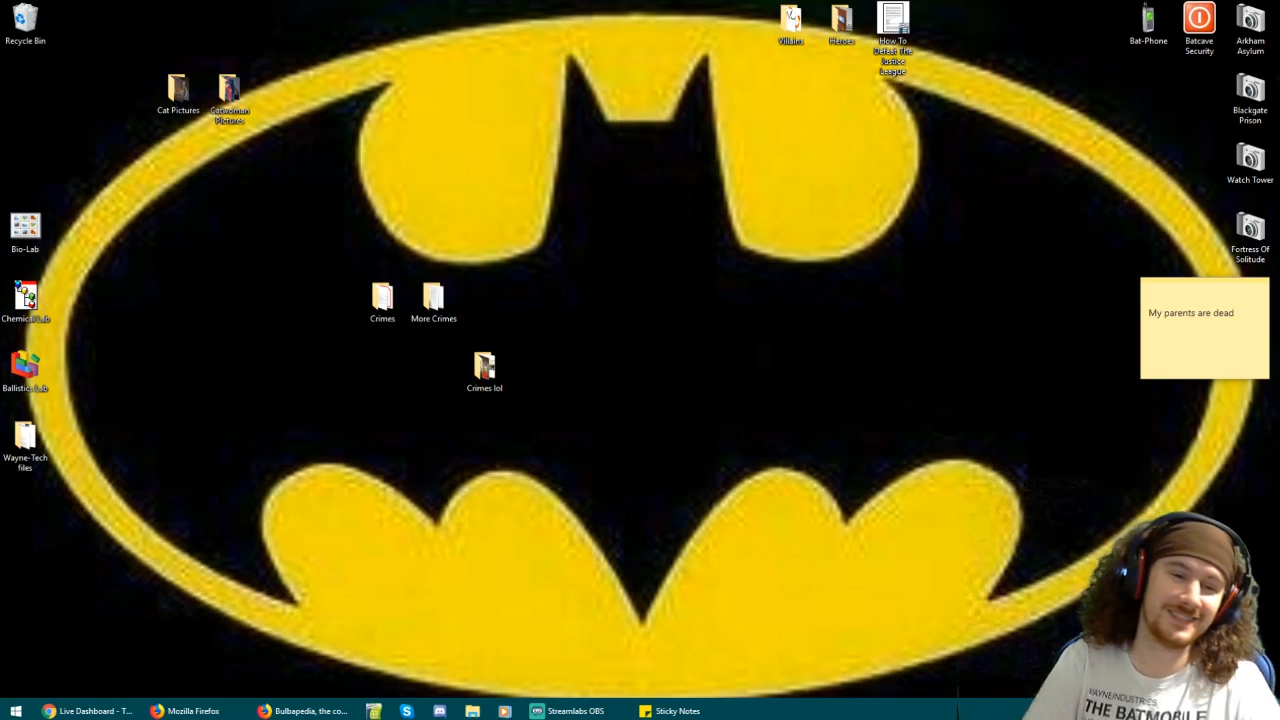 Recycle Bin
Villains
Heroes
How To
Defeat The
Justice
League
Bat-Phone
Batcave
Security
Arkham
Asylum
Cat Pictures
Catwoman
Pictures
Blackgate
Prison
Watch Tower
Bio-Lab
Fortress Of
Solitude
Chemical Lab
Crimes
More Crimes
My parents are dead
Ballistics Lab
Crimes lol
Wayne-Tech
files
WAYNE INDUSTRIES
THE BATMOBILE
Live Dashboard - T...
Mozilla Firefox
Bulbapedia, the co...
Streamlabs OBS
Sticky Notes